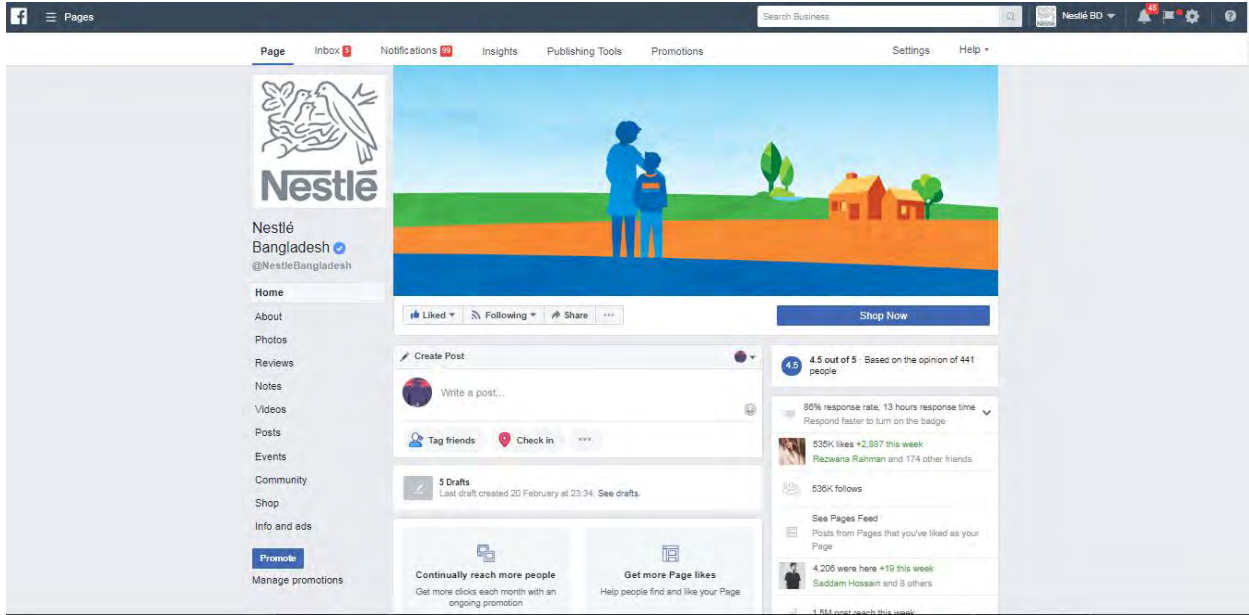 Pages
Search Business
Nestlé BD
45
Page
Inbox 5
Notifications 99
Insights
Publishing Tools
Promotions
Settings
Help
Nestlé
Nestlé
Bangladesh
@NestleBangladesh
Home
About
Photos
Reviews
Notes
Videos
Posts
Events
Community
Shop
Info and ads
Promote
Manage promotions
Liked
Following
Share
Shop Now
Create Post
Write a post...
Tag friends
Check in
5 Drafts
Last draft created 20 February at 23:34. See drafts.
Continually reach more people
Get more clicks each month with an
ongoing promotion
Get more Page likes
Help people find and like your Page
4.5
4.5 out of 5 · Based on the opinion of 441
people
86% response rate, 13 hours response time
Respond faster to turn on the badge
535K likes +2,887 this week
Rezwana Rahman and 174 other friends
536K follows
See Pages Feed
Posts from Pages that you've liked as your
Page
4,206 were here +19 this week
Saddam Hossain and 8 others
1.5M post reach this week